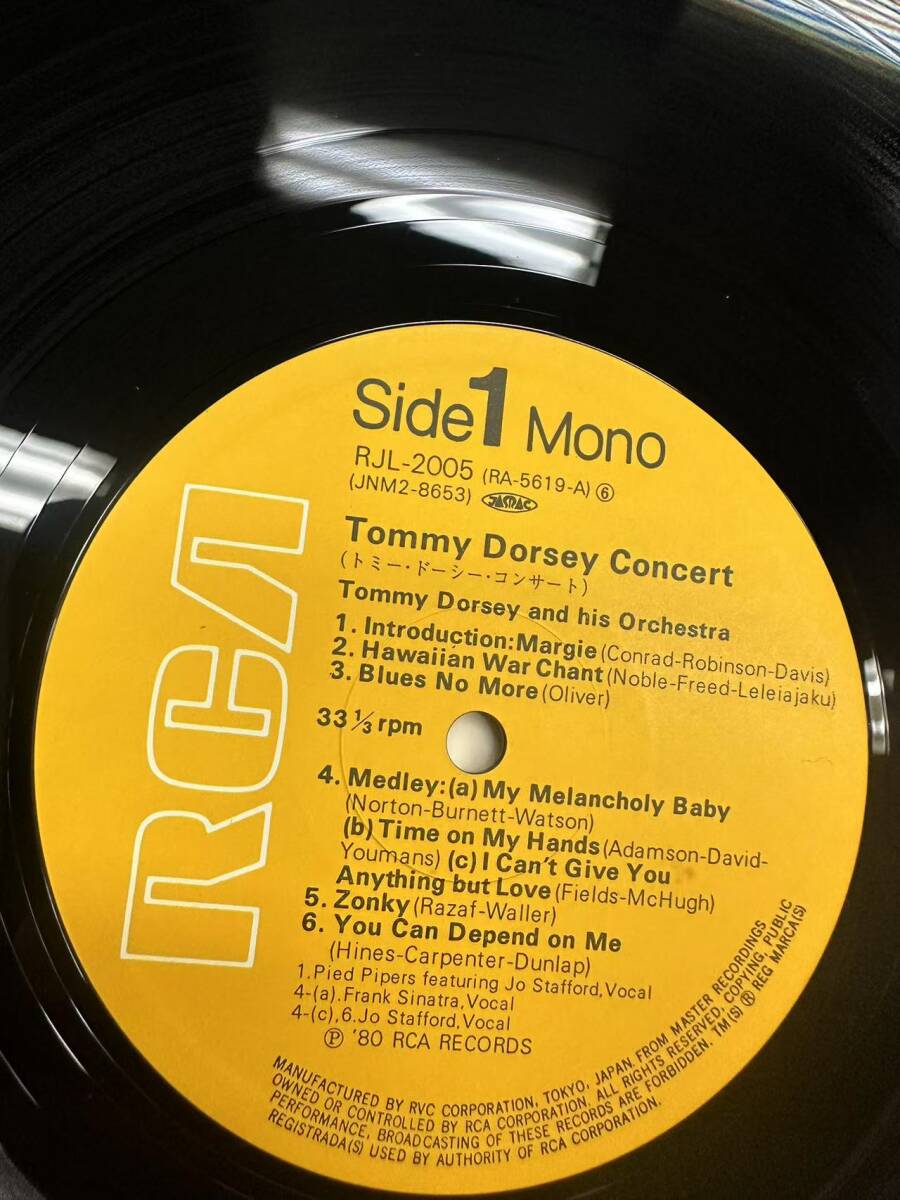 Side 1 Mono
RJL-2005 (RA-5619-A) ⑥
(JNM2-8653) JASRAC
Tommy Dorsey Concert
(トミー・ドーシー・コンサート)
Tommy Dorsey and his Orchestra
1. Introduction:Margie (Conrad-Robinson-Davis)
2. Hawaiian War Chant (Noble-Freed-Leleiajaku)
3. Blues No More (Oliver)
33 1/3 rpm
4. Medley:(a) My Melancholy Baby
(Norton-Burnett-Watson)
(b) Time on My Hands (Adamson-David-
Youmans) (c) I Can't Give You
Anything but Love (Fields-McHugh)
5. Zonky (Razaf-Waller)
6. You Can Depend on Me
(Hines-Carpenter-Dunlap)
1. Pied Pipers featuring Jo Stafford, Vocal
4-(a). Frank Sinatra, Vocal
4-(c), 6. Jo Stafford, Vocal
Ⓟ '80 RCA RECORDS
MANUFACTURED BY RVC CORPORATION, TOKYO, JAPAN FROM MASTER RECORDINGS
OWNED OR CONTROLLED BY RCA CORPORATION. ALL RIGHTS RESERVED. COPYING, PUBLIC
PERFORMANCE, BROADCASTING OF THESE RECORDS ARE FORBIDDEN. TM(S) ® REG MARCA(S)
REGISTRADA(S) USED BY AUTHORITY OF RCA CORPORATION.
RCA